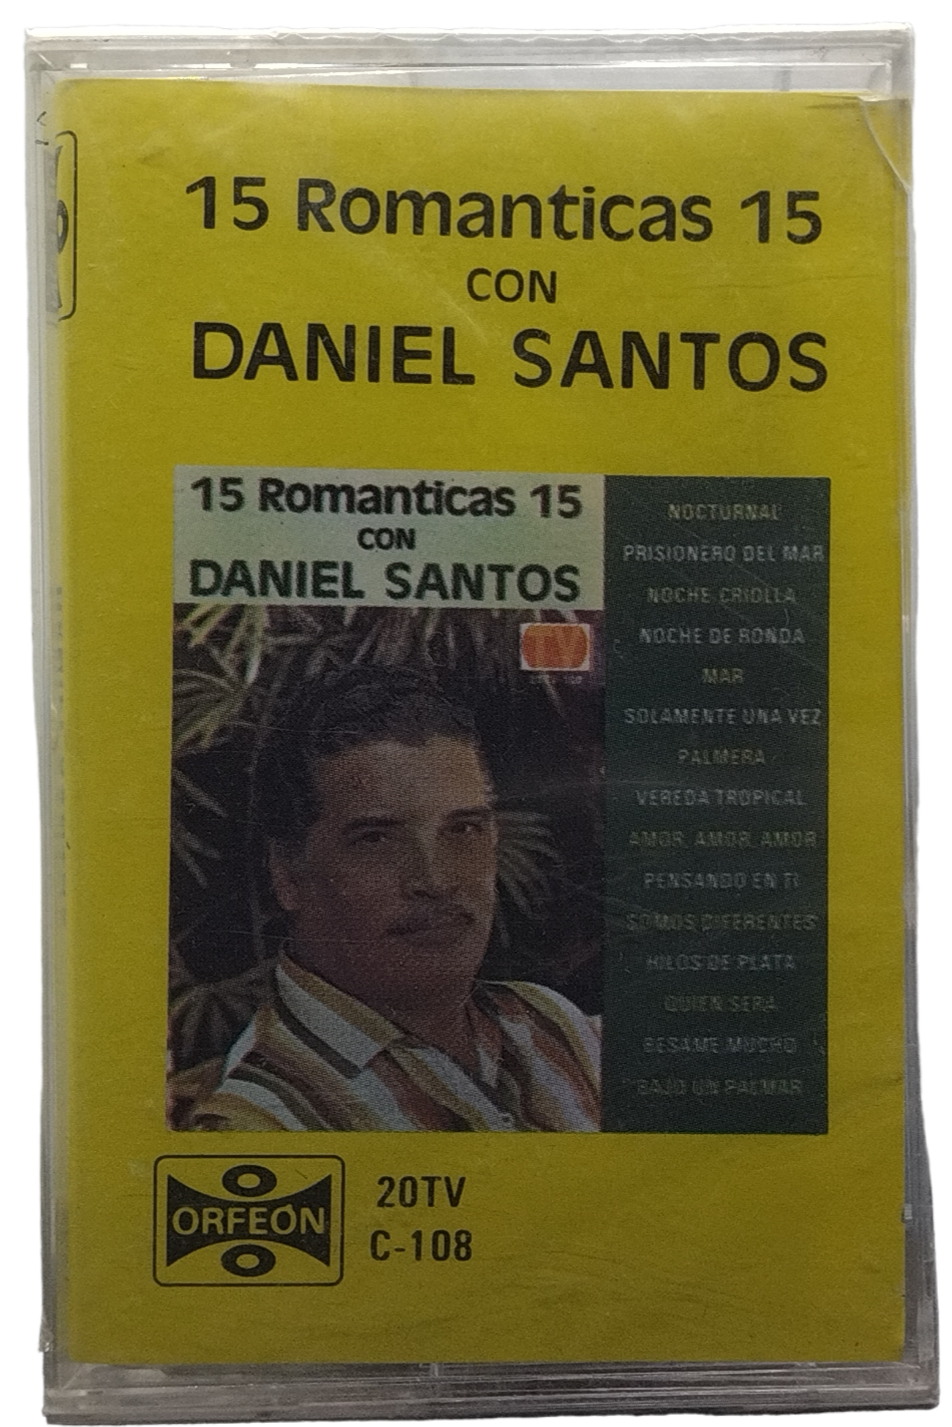 15 Romanticas 15
CON
DANIEL SANTOS
15 Romanticas 15
CON
DANIEL SANTOS
TV
NOCTURNAL
PRISIONERO DEL MAR
NOCHE CRIOLLA
NOCHE DE RONDA
MAR
SOLAMENTE UNA VEZ
PALMERA
VEREDA TROPICAL
AMOR, AMOR, AMOR
PENSANDO EN TI
SOMOS DIFERENTES
HILOS DE PLATA
QUIEN SERA
BESAME MUCHO
BAJO UN PALMAR
ORFEÓN
20TV
C-108